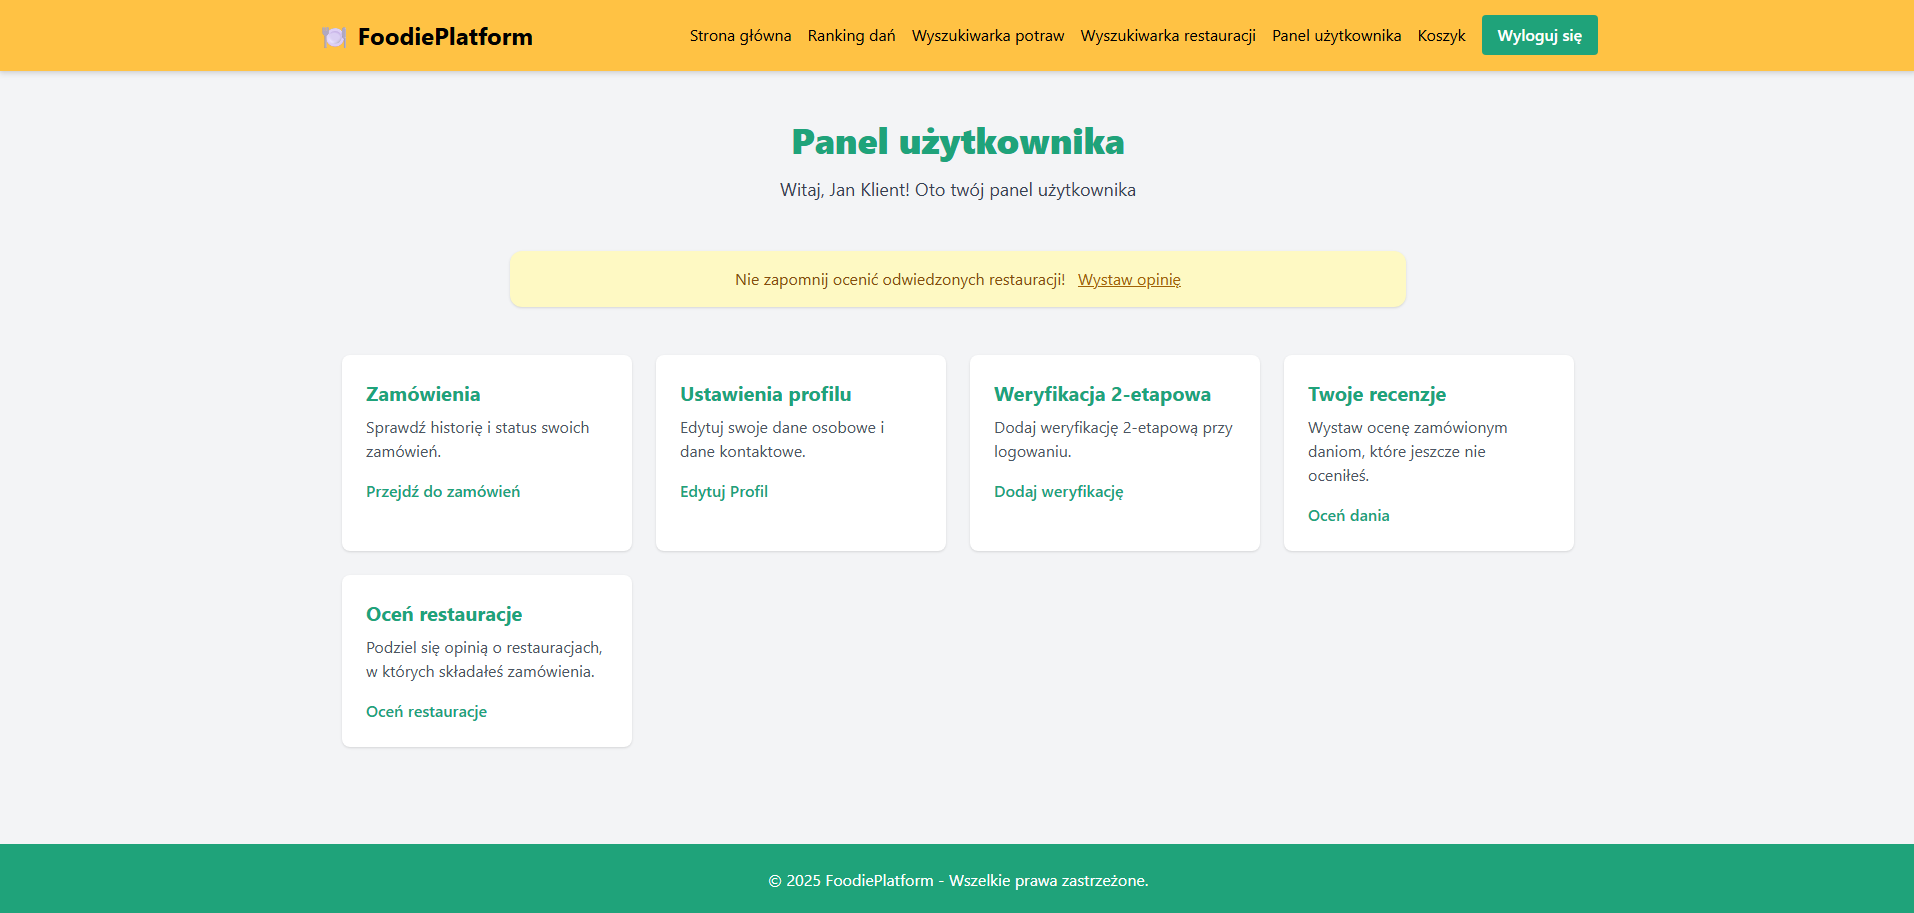 FoodiePlatform
Strona główna Ranking dań Wyszukiwarka potraw Wyszukiwarka restauracji Panel użytkownika Koszyk Wyloguj się
Panel użytkownika
Witaj, Jan Klient! Oto twój panel użytkownika
Nie zapomnij ocenić odwiedzonych restauracji! Wystaw opinię
Zamówienia
Sprawdź historię i status swoich
zamówień.
Przejdź do zamówień
Ustawienia profilu
Edytuj swoje dane osobowe i
dane kontaktowe.
Edytuj Profil
Weryfikacja 2-etapowa
Dodaj weryfikację 2-etapową przy
logowaniu.
Dodaj weryfikację
Twoje recenzje
Wystaw ocenę zamówionym
daniom, które jeszcze nie
oceniłeś.
Oceń dania
Oceń restauracje
Podziel się opinią o restauracjach,
w których składałeś zamówienia.
Oceń restauracje
© 2025 FoodiePlatform - Wszelkie prawa zastrzeżone.